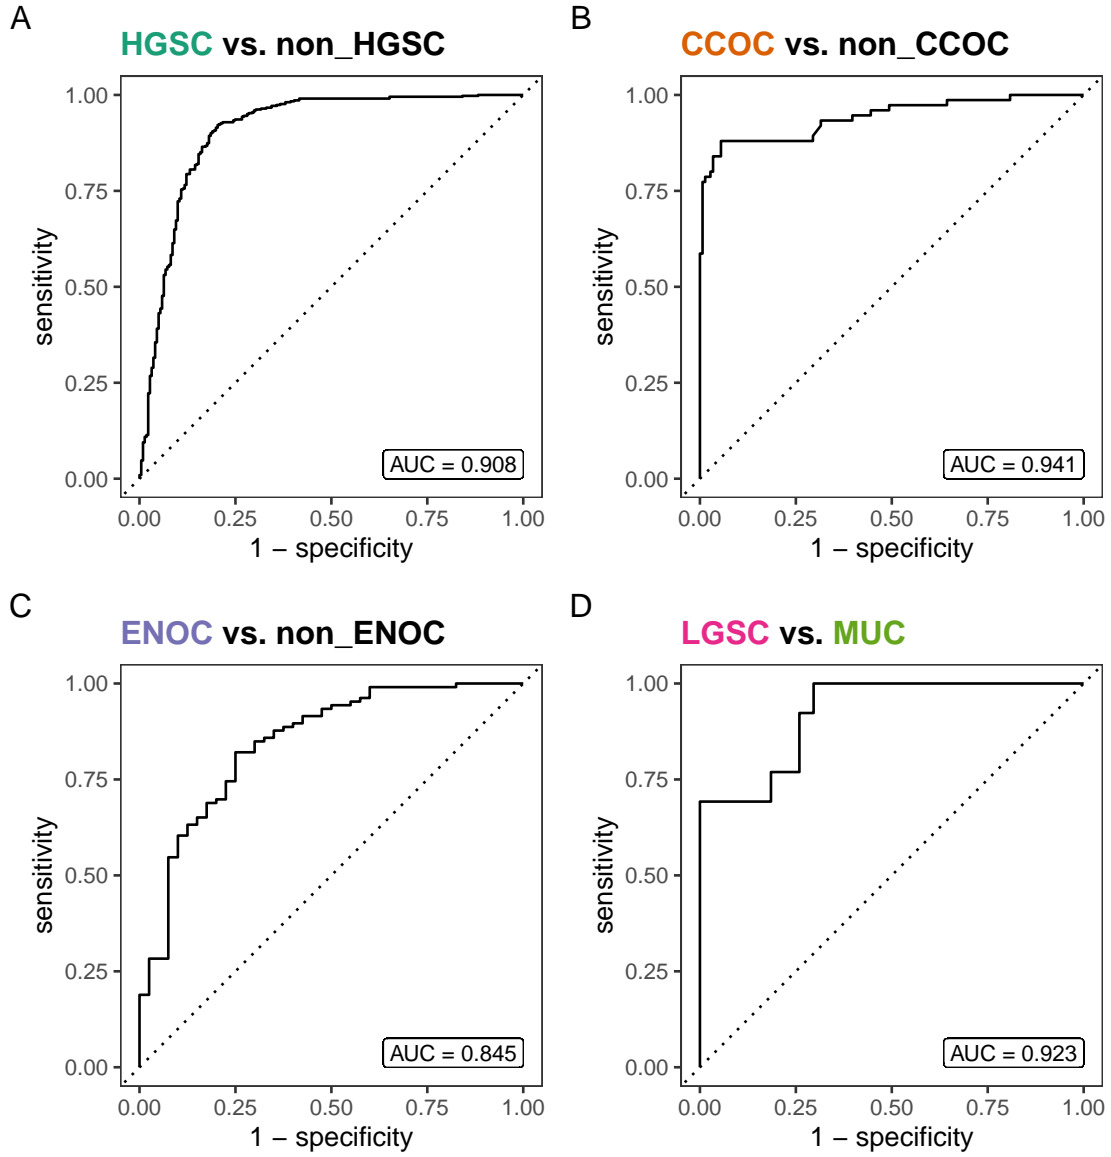 A
HGSC vs. non_HGSC
sensitivity
1.00
0.75
0.50
0.25
0.00
AUC = 0.908
0.00 0.25 0.50 0.75 1.00
1 − specificity
B
CCOC vs. non_CCOC
sensitivity
1.00
0.75
0.50
0.25
0.00
AUC = 0.941
0.00 0.25 0.50 0.75 1.00
1 − specificity
C
ENOC vs. non_ENOC
sensitivity
1.00
0.75
0.50
0.25
0.00
AUC = 0.845
0.00 0.25 0.50 0.75 1.00
1 − specificity
D
LGSC vs. MUC
sensitivity
1.00
0.75
0.50
0.25
0.00
AUC = 0.923
0.00 0.25 0.50 0.75 1.00
1 − specificity